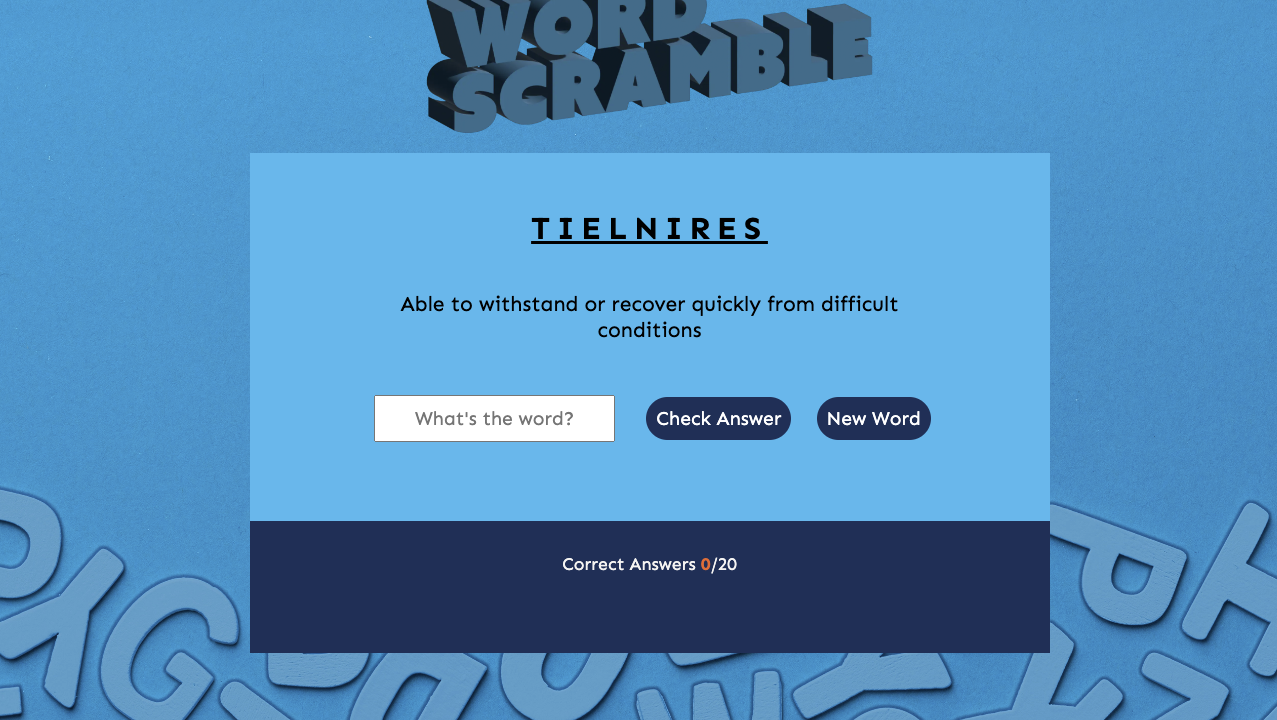 WORD
SCRAMBLE
TIELNIRES
Able to withstand or recover quickly from difficult
conditions
What's the word?
Check Answer
New Word
Correct Answers 0/20